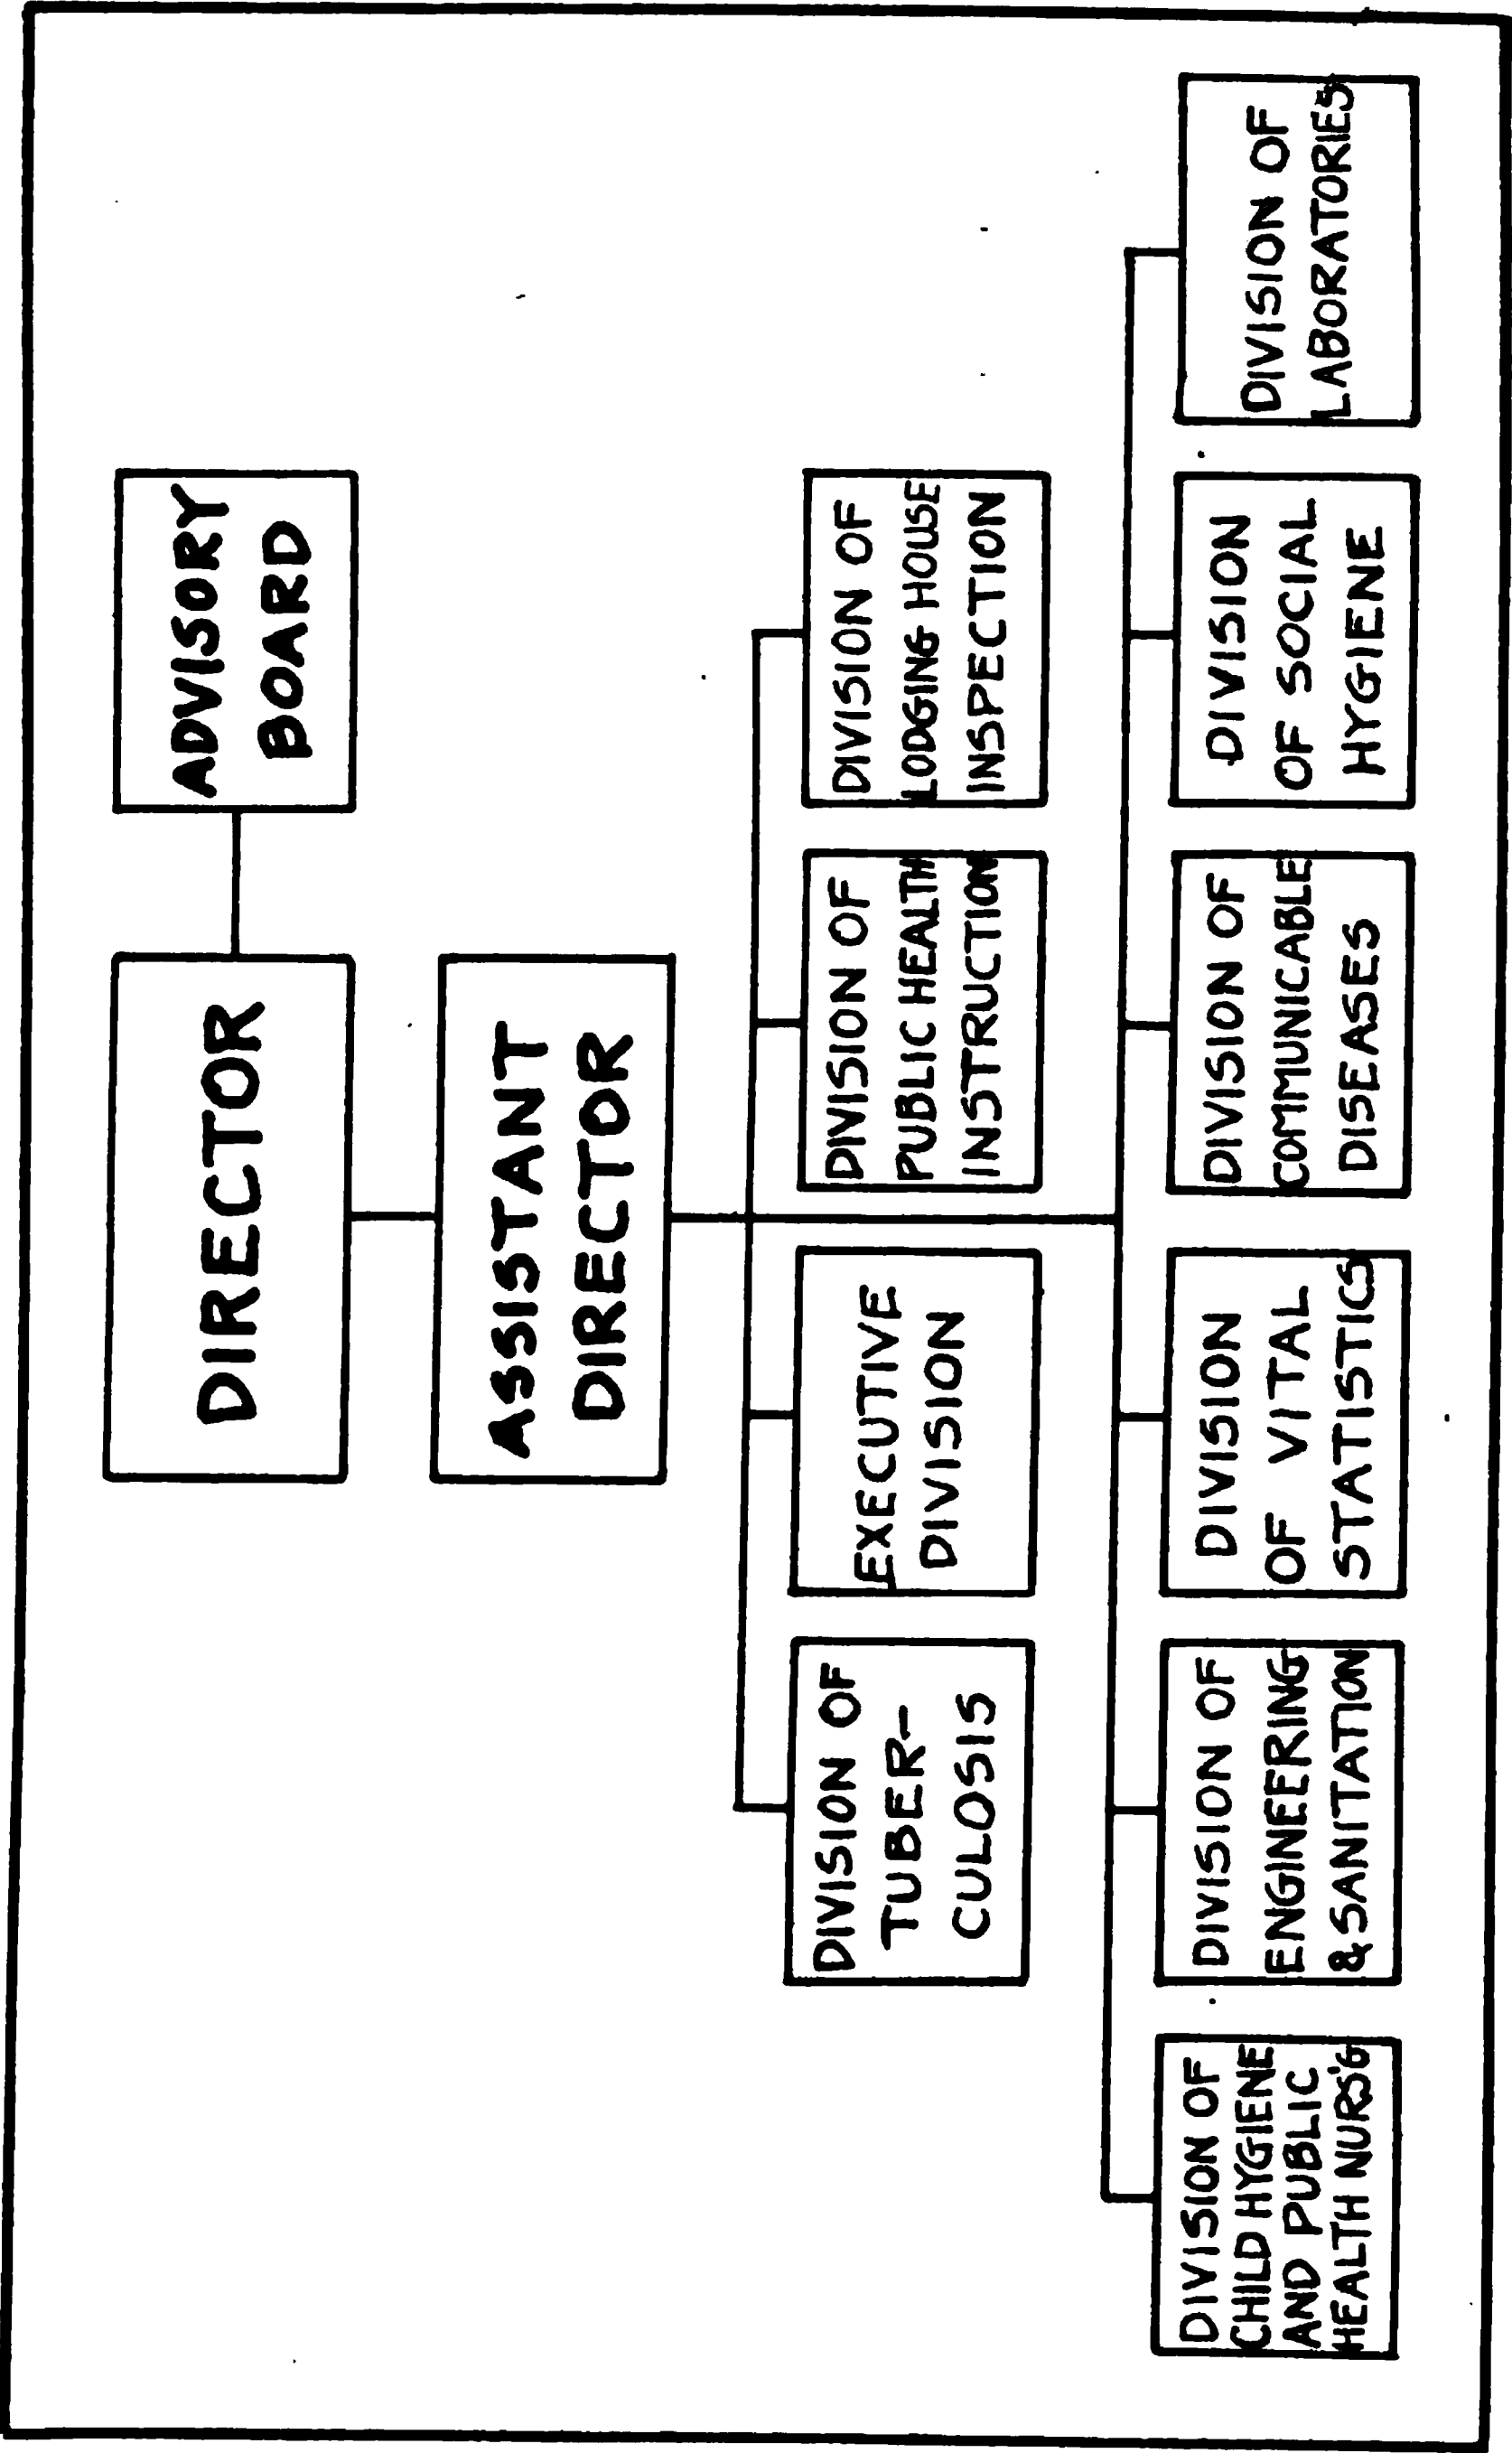 DIRECTOR
ADVISORY
BOARD
ASSISTANT
DIRECTOR
DIVISION OF
TUBER-
CULOSIS
EXECUTIVE
DIVISION
DIVISION OF
PUBLIC HEALTH
INSTRUCTION
DIVISION OF
LODGING HOUSE
INSPECTION
DIVISION OF
CHILD HYGIENE
AND PUBLIC
HEALTH NURS'G
DIVISION OF
ENGINEERING
& SANITATION
DIVISION
OF VITAL
STATISTICS
DIVISION OF
COMMUNICABLE
DISEASES
DIVISION
OF SOCIAL
HYGIENE
DIVISION OF
LABORATORIES